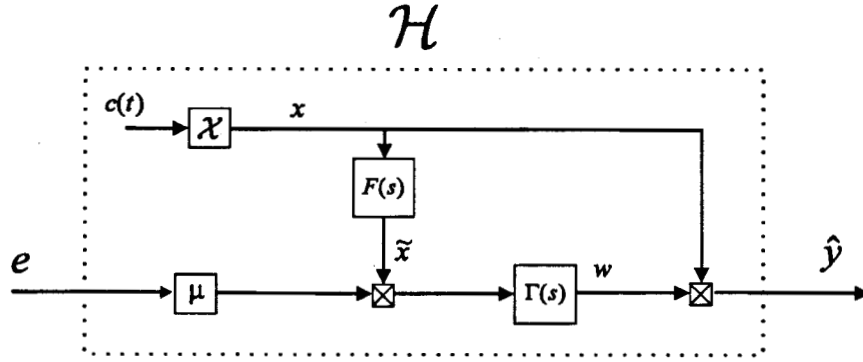 ℋ
c(t)
𝒳
x
F(s)
x̃
e
μ
Γ(s)
w
ŷ